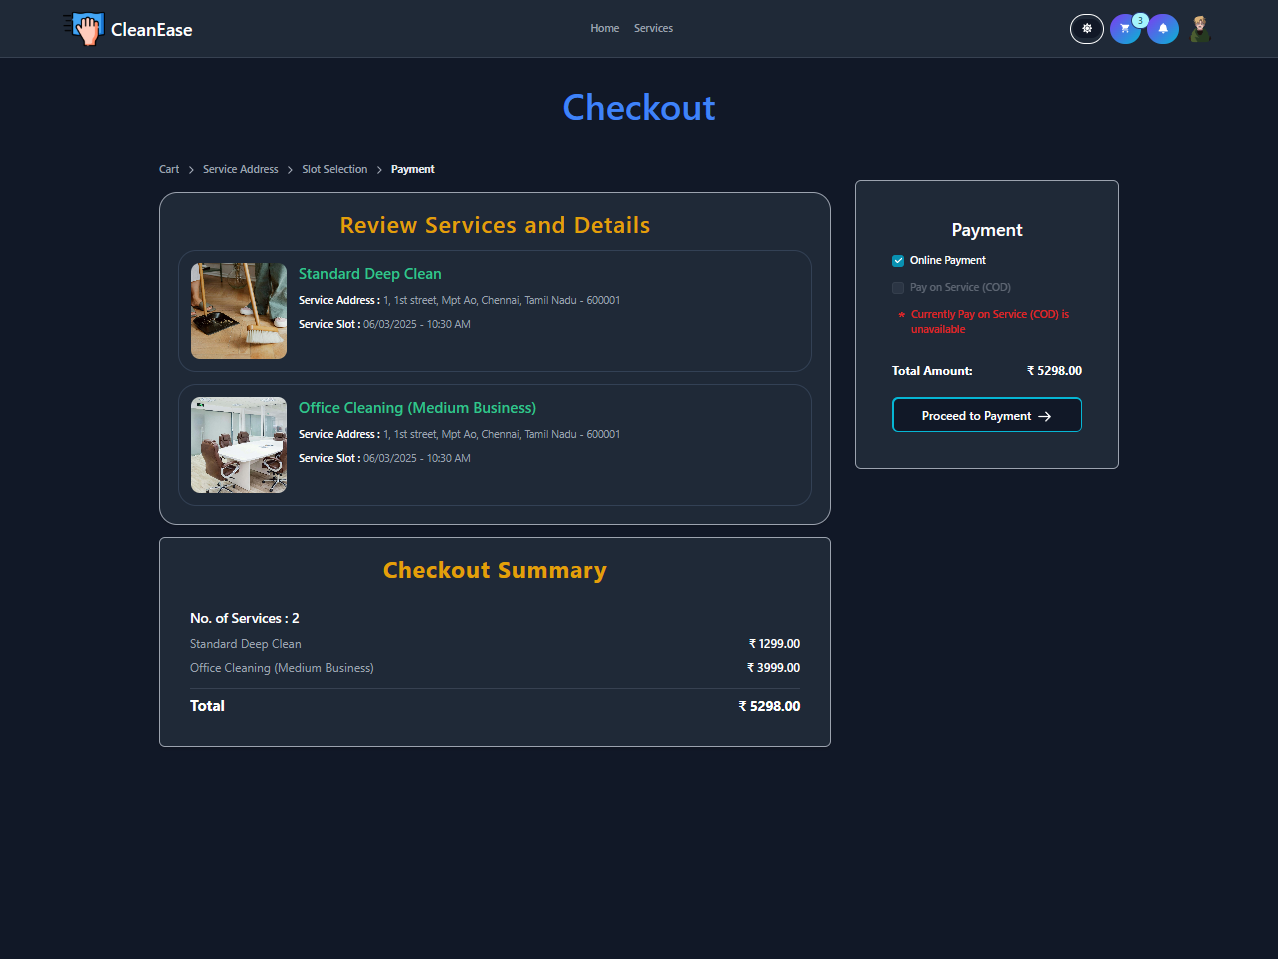 CleanEase
Home
Services
3
Checkout
Cart > Service Address > Slot Selection > Payment
Review Services and Details
Standard Deep Clean
Service Address : 1, 1st street, Mpt Ao, Chennai, Tamil Nadu - 600001
Service Slot : 06/03/2025 - 10:30 AM
Office Cleaning (Medium Business)
Service Address : 1, 1st street, Mpt Ao, Chennai, Tamil Nadu - 600001
Service Slot : 06/03/2025 - 10:30 AM
Checkout Summary
No. of Services : 2
Standard Deep Clean ₹ 1299.00
Office Cleaning (Medium Business) ₹ 3999.00
Total ₹ 5298.00
Payment
Online Payment
Pay on Service (COD)
* Currently Pay on Service (COD) is
unavailable
Total Amount: ₹ 5298.00
Proceed to Payment →